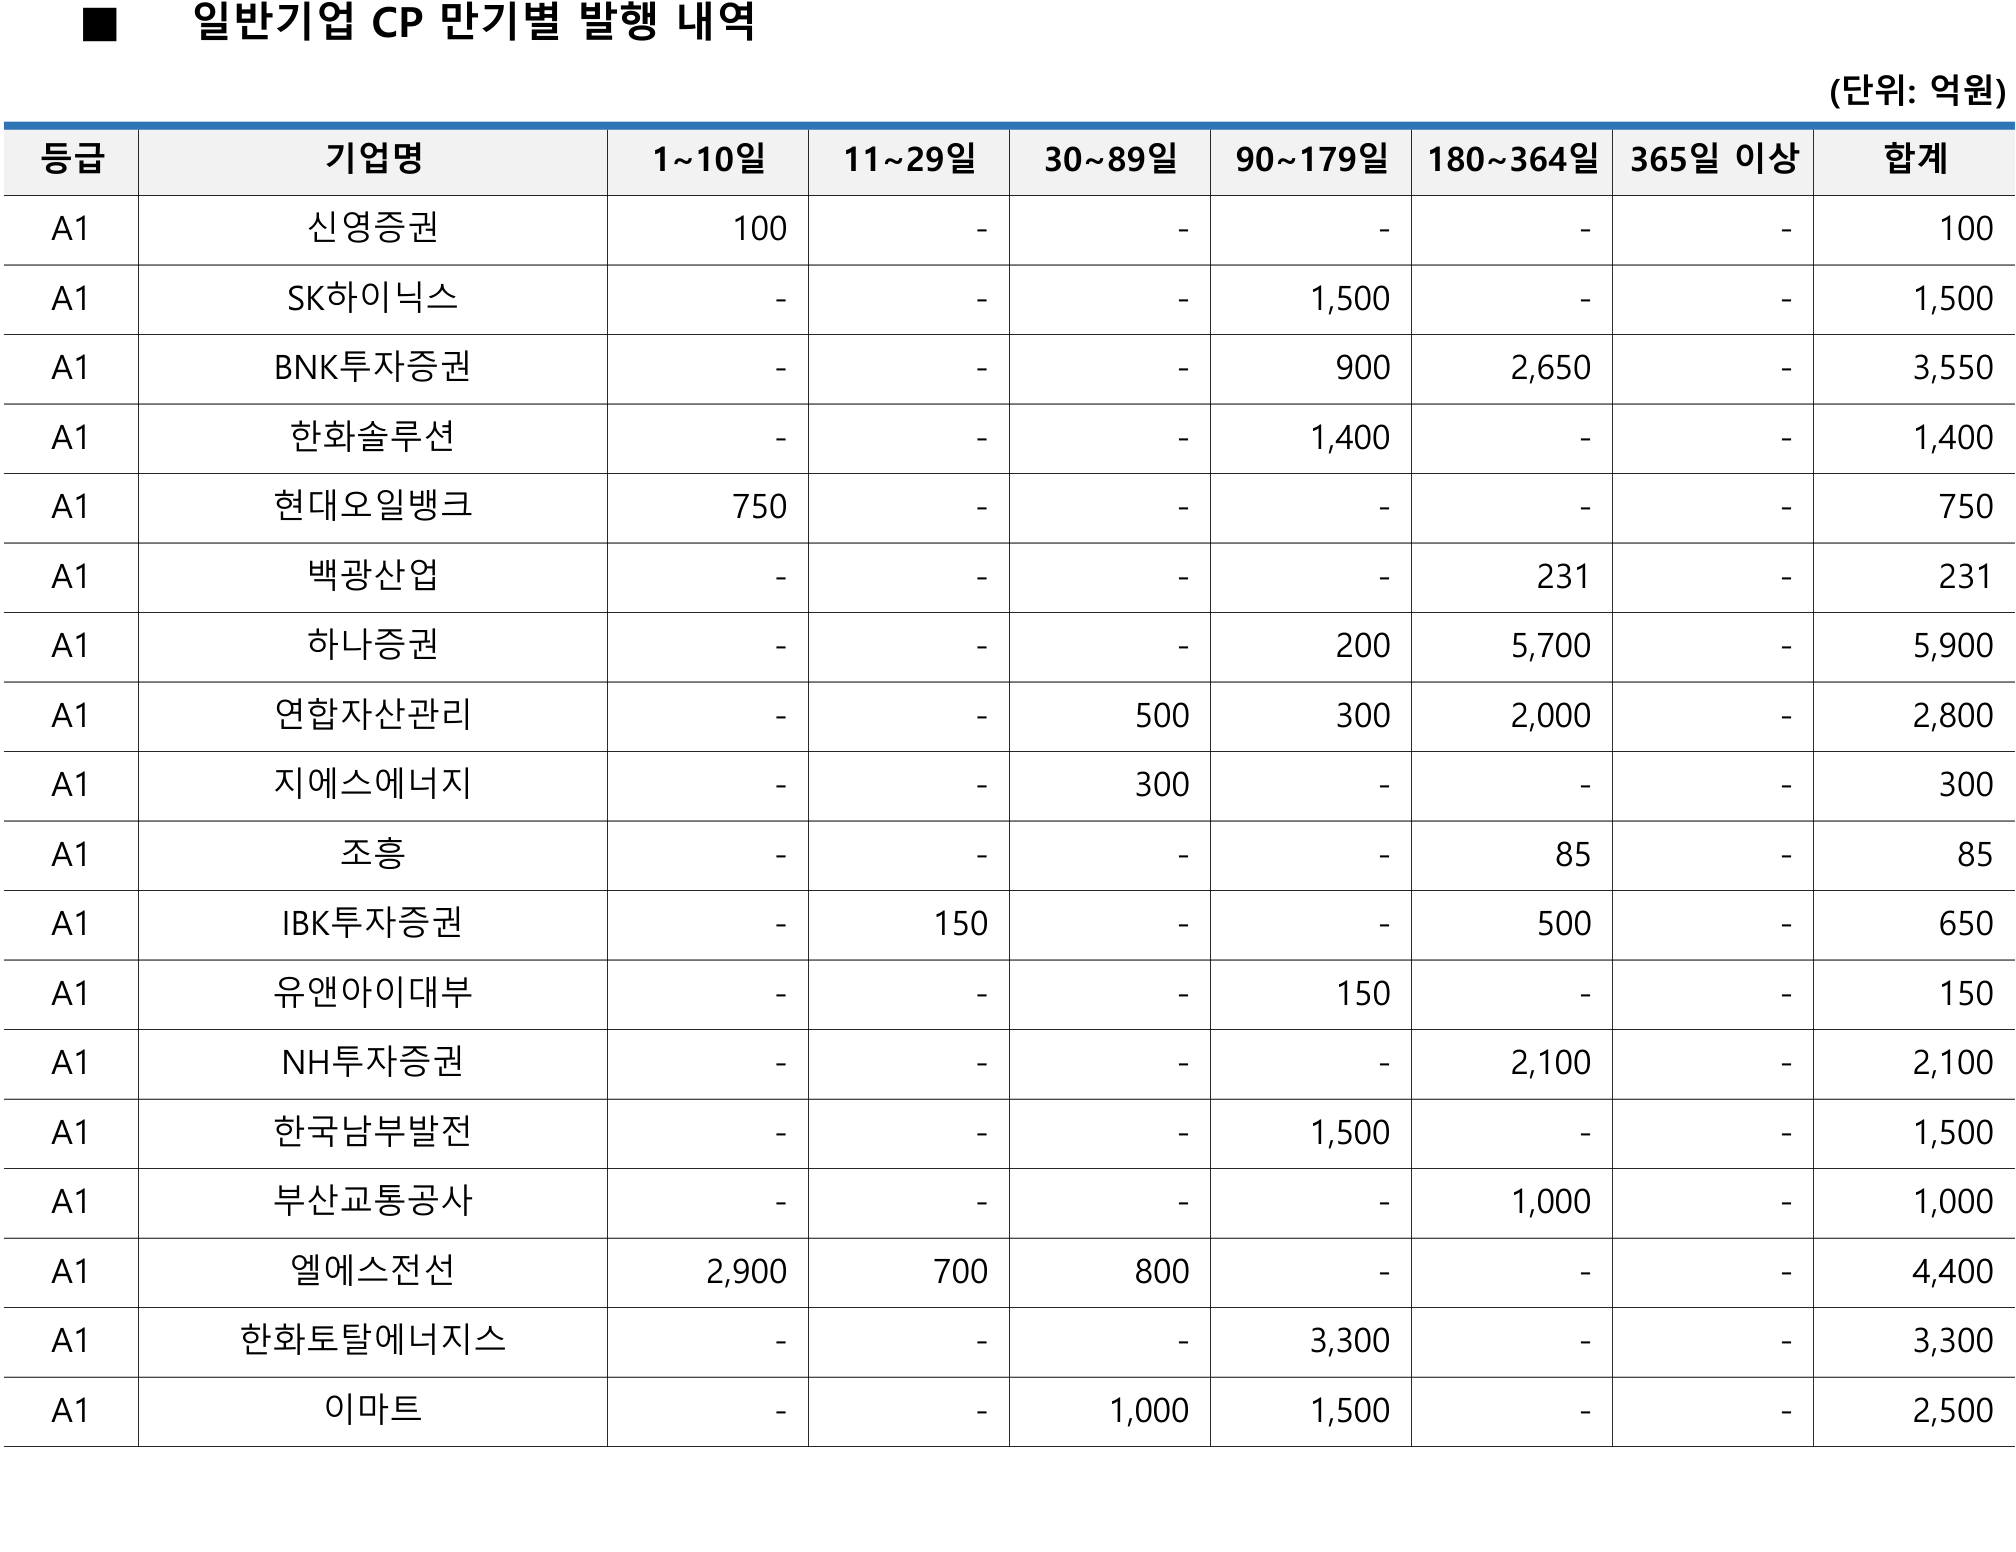 ■ 일반기업 CP 만기별 발행 내역
(단위: 억원)
등급 기업명 1~10일 11~29일 30~89일 90~179일 180~364일 365일 이상 합계
A1 신영증권 100 - - - - - 100
A1 SK하이닉스 - - - 1,500 - - 1,500
A1 BNK투자증권 - - - 900 2,650 - 3,550
A1 한화솔루션 - - - 1,400 - - 1,400
A1 현대오일뱅크 750 - - - - - 750
A1 백광산업 - - - - 231 - 231
A1 하나증권 - - - 200 5,700 - 5,900
A1 연합자산관리 - - 500 300 2,000 - 2,800
A1 지에스에너지 - - 300 - - - 300
A1 조흥 - - - - 85 - 85
A1 IBK투자증권 - 150 - - 500 - 650
A1 유앤아이대부 - - - 150 - - 150
A1 NH투자증권 - - - - 2,100 - 2,100
A1 한국남부발전 - - - 1,500 - - 1,500
A1 부산교통공사 - - - - 1,000 - 1,000
A1 엘에스전선 2,900 700 800 - - - 4,400
A1 한화토탈에너지스 - - - 3,300 - - 3,300
A1 이마트 - - 1,000 1,500 - - 2,500